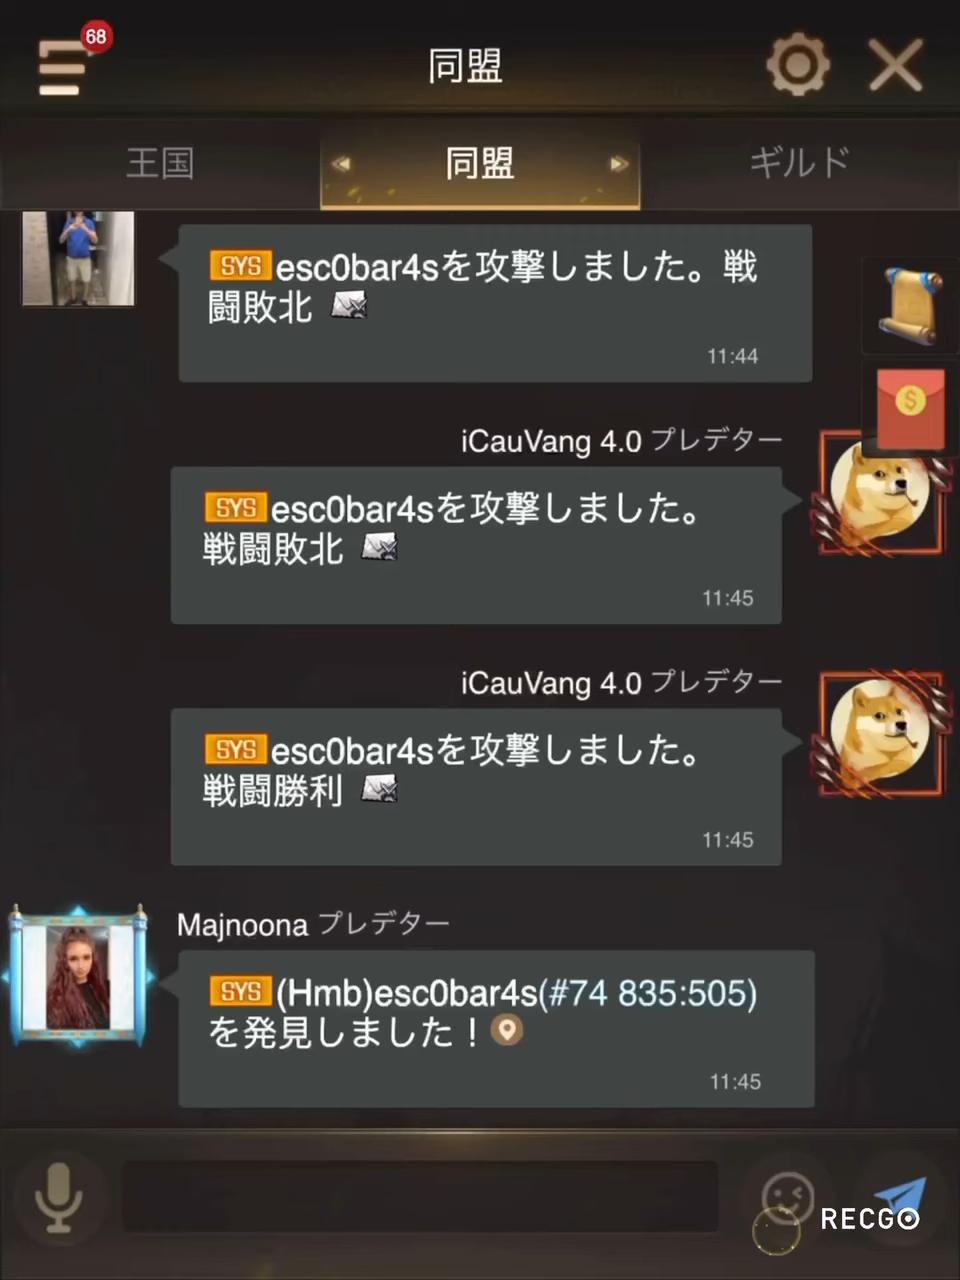 68
同盟
王国
同盟
ギルド
SYS esc0bar4sを攻撃しました。戦
闘敗北
11:44
iCauVang 4.0 プレデター
SYS esc0bar4sを攻撃しました。
戦闘敗北
11:45
iCauVang 4.0 プレデター
SYS esc0bar4sを攻撃しました。
戦闘勝利
11:45
Majnoona プレデター
SYS (Hmb)esc0bar4s(#74 835:505)
を発見しました！
11:45
RECGO